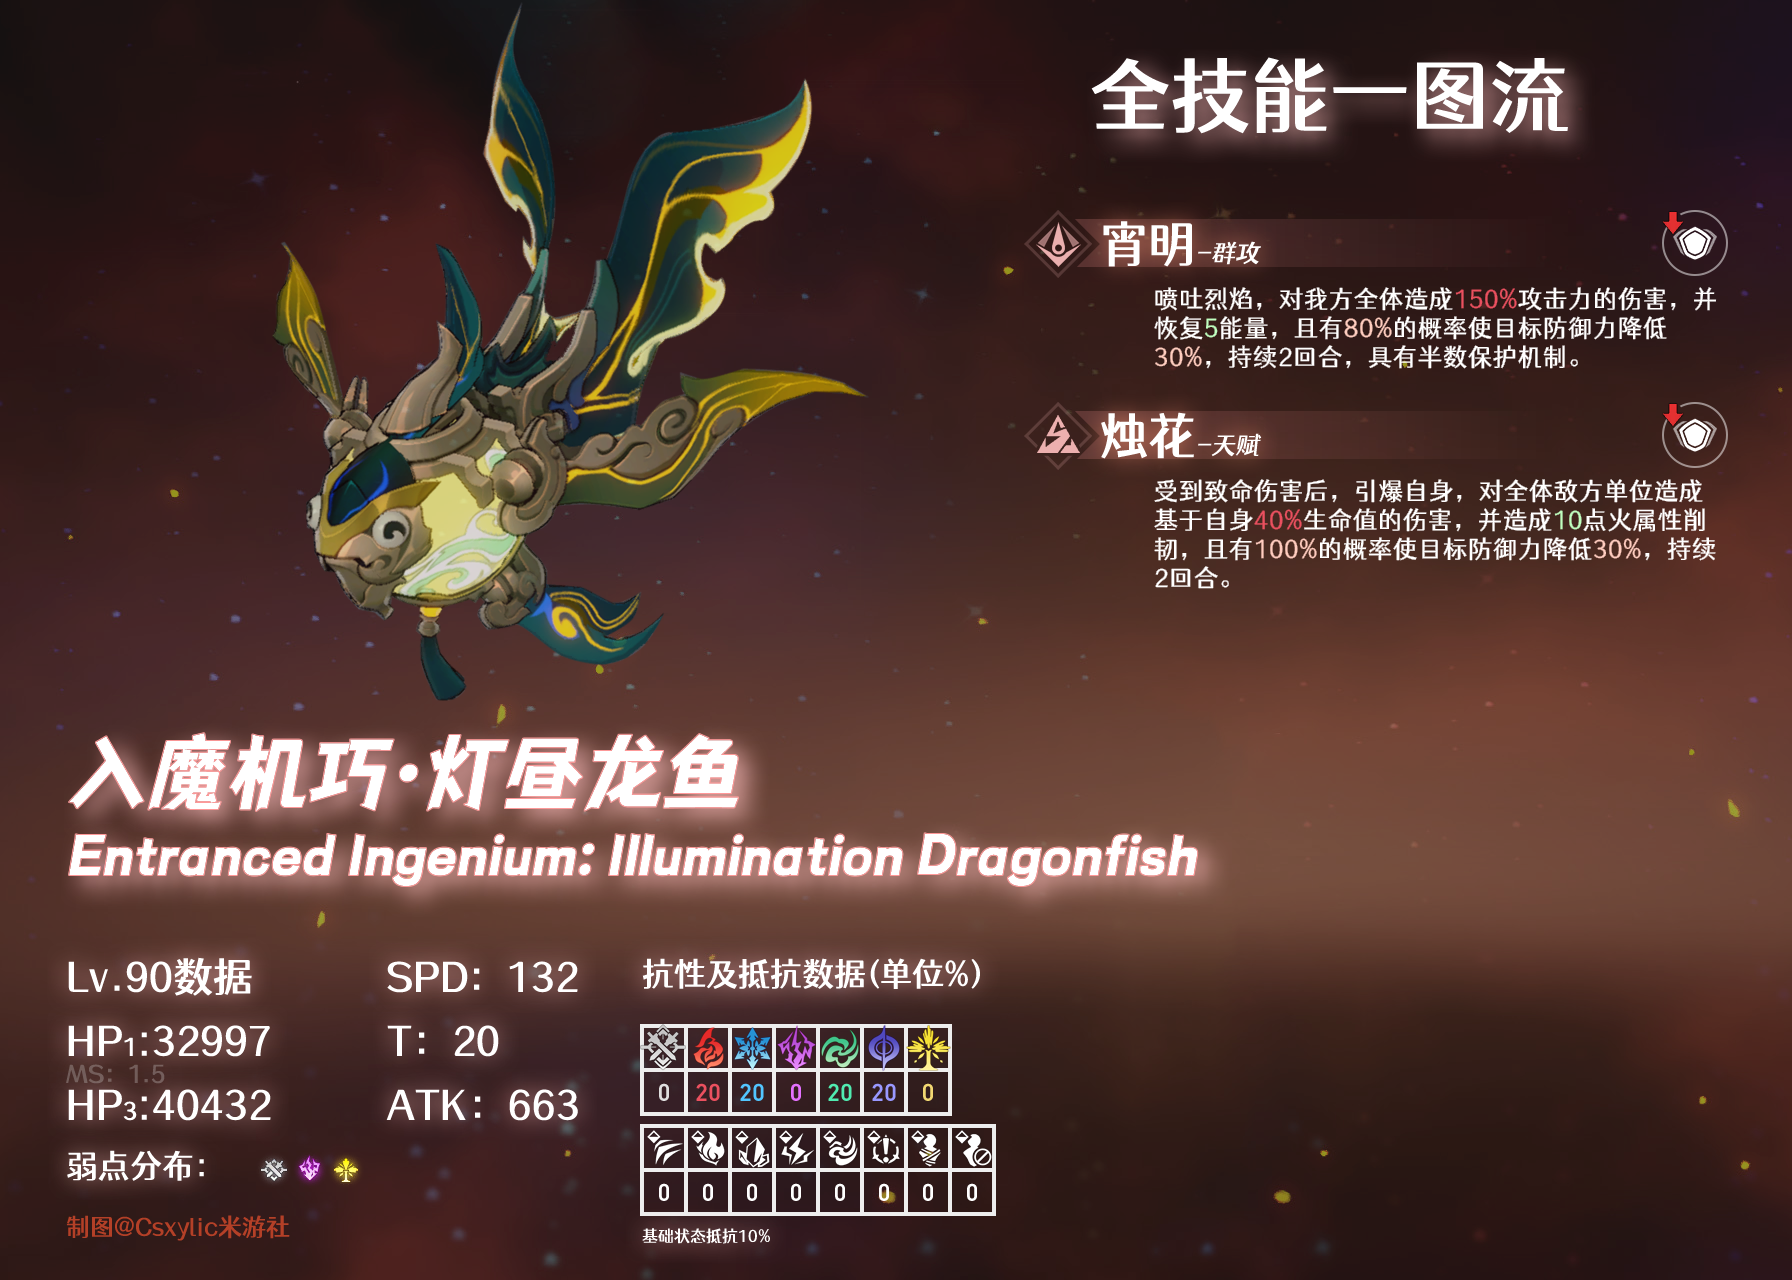 全技能一图流
宵明-群攻
喷吐烈焰，对我方全体造成150%攻击力的伤害，并
恢复5能量，且有80%的概率使目标防御力降低
30%，持续2回合，具有半数保护机制。
烛花-天赋
受到致命伤害后，引爆自身，对全体敌方单位造成
基于自身40%生命值的伤害，并造成10点火属性削
韧，且有100%的概率使目标防御力降低30%，持续
2回合。
入魔机巧·灯昼龙鱼
Entranced Ingenium: Illumination Dragonfish
Lv.90数据
SPD: 132
HP1:32997
T: 20
MS: 1.5
HP3:40432
ATK: 663
弱点分布：
制图@Csxylic米游社
抗性及抵抗数据(单位%)
0 20 20 0 20 20 0
0 0 0 0 0 0 0 0
基础状态抵抗10%